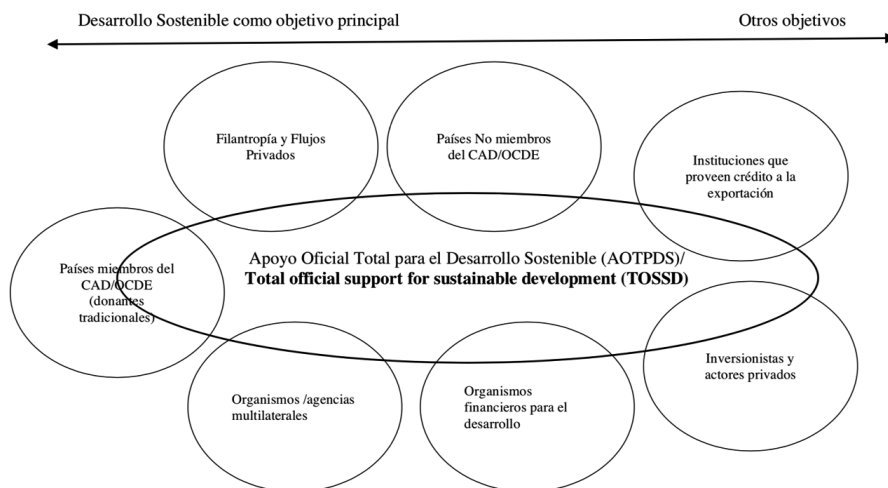 Desarrollo Sostenible como objetivo principal
Otros objetivos
Filantropía y Flujos
Privados
Países No miembros
del CAD/OCDE
Instituciones que
proveen crédito a la
exportación
Países miembros del
CAD/OCDE
(donantes
tradicionales)
Apoyo Oficial Total para el Desarrollo Sostenible (AOTPDS)/
Total official support for sustainable development (TOSSD)
Organismos /agencias
multilaterales
Organismos
financieros para el
desarrollo
Inversionistas y
actores privados